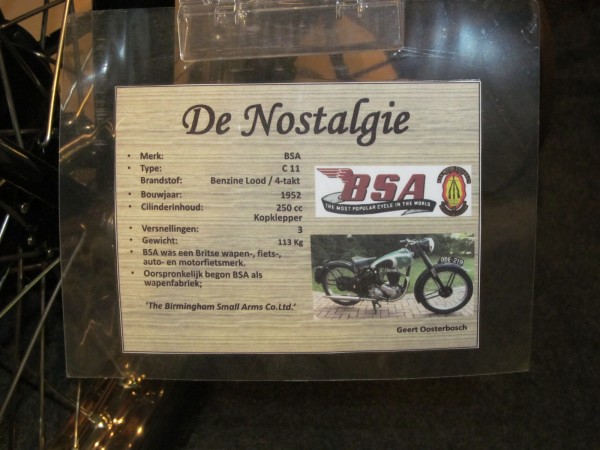 De Nostalgie
• Merk: BSA
• Type: C 11
Brandstof: Benzine Lood / 4-takt
• Bouwjaar: 1952
• Cilinderinhoud: 250 cc
Kopklepper
• Versnellingen: 3
• Gewicht: 113 Kg
• BSA was een Britse wapen-, fiets-,
auto- en motorfietsmerk.
• Oorspronkelijk begon BSA als
wapenfabriek;
'The Birmingham Small Arms Co.Ltd.'
BSA
THE MOST POPULAR CYCLE IN THE WORLD
Geert Oosterbosch